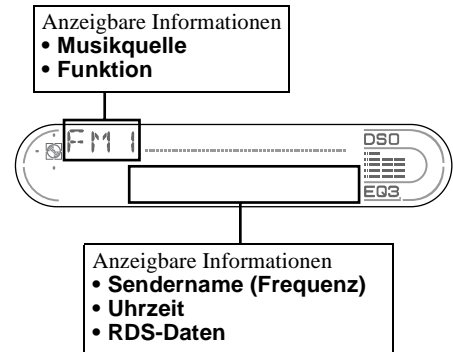 Anzeigbare Informationen
• Musikquelle
• Funktion
FM 1
DSO
EQ3
Anzeigbare Informationen
• Sendername (Frequenz)
• Uhrzeit
• RDS-Daten